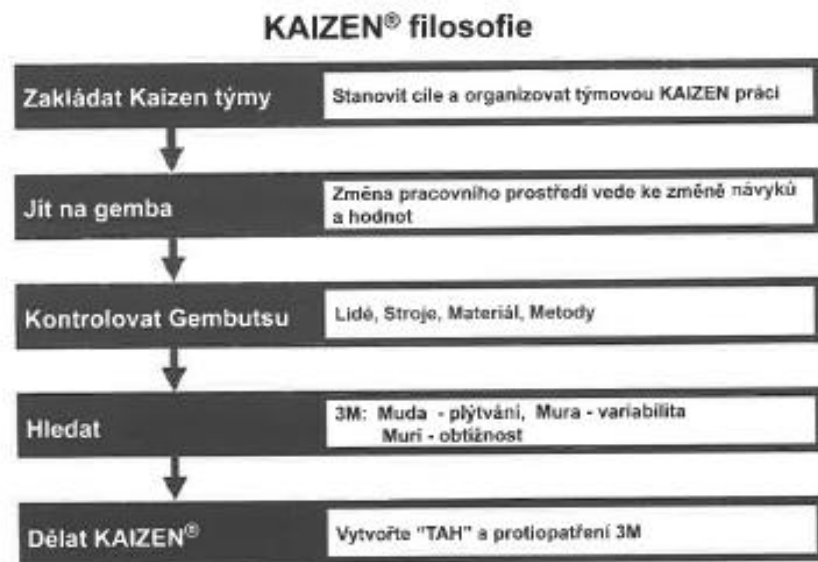 KAIZEN® filosofie
Zakládat Kaizen týmy
Stanovit cíle a organizovat týmovou KAIZEN práci
Jít na gemba
Změna pracovního prostředí vede ke změně návyků
a hodnot
Kontrolovat Gembutsu
Lidé, Stroje, Materiál, Metody
Hledat
3M: Muda - plýtvání, Mura - variabilita
Muri - obtížnost
Dělat KAIZEN®
Vytvořte "TAH" a protiopatření 3M